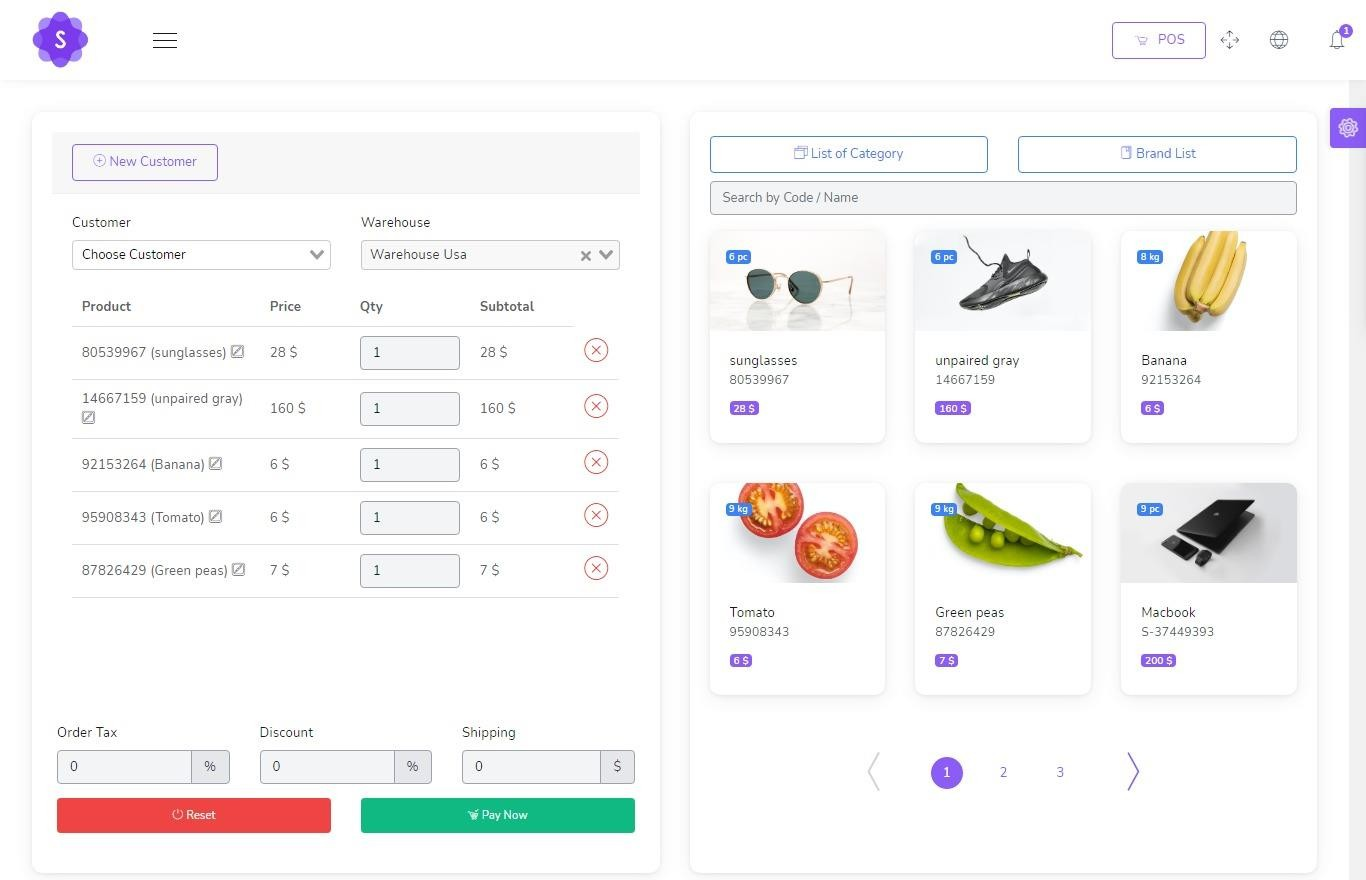 S
POS
1
New Customer
Customer
Warehouse
Choose Customer
Warehouse Usa
Product Price Qty Subtotal
80539967 (sunglasses) 28 $ 1 28 $
14667159 (unpaired gray) 160 $ 1 160 $
92153264 (Banana) 6 $ 1 6 $
95908343 (Tomato) 6 $ 1 6 $
87826429 (Green peas) 7 $ 1 7 $
Order Tax Discount Shipping
0 % 0 % 0 $
Reset Pay Now
List of Category Brand List
Search by Code / Name
6 pc 6 pc 8 kg
sunglasses unpaired gray Banana
80539967 14667159 92153264
28 $ 160 $ 6 $
9 kg 9 kg 9 pc
Tomato Green peas Macbook
95908343 87826429 S-37449393
6 $ 7 $ 200 $
1 2 3